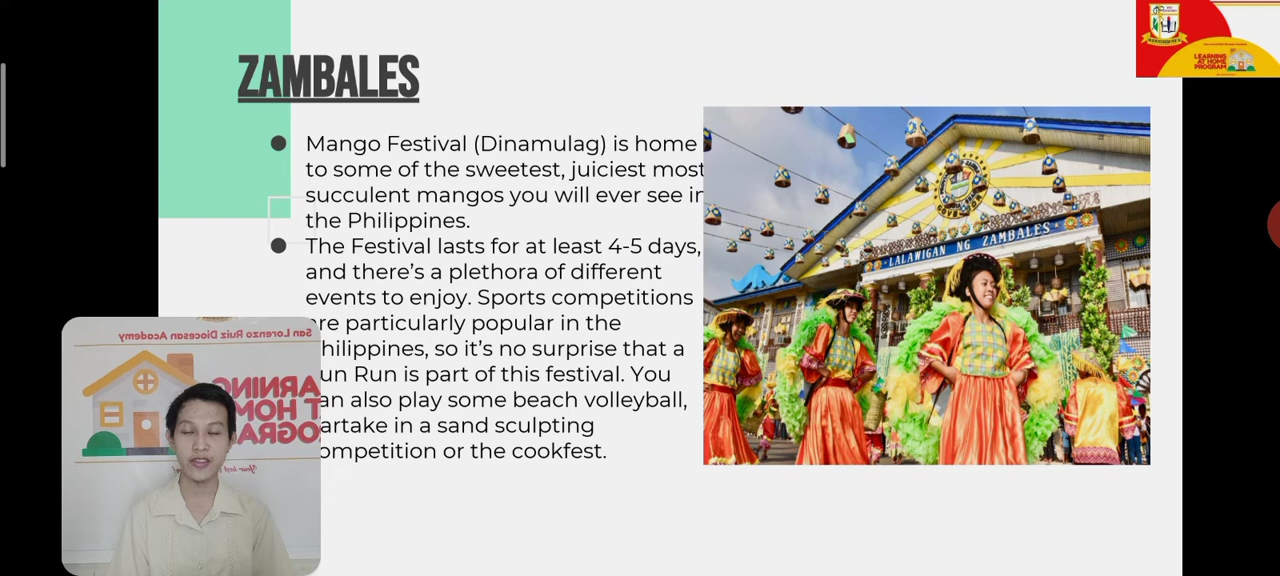 ZAMBALES
Mango Festival (Dinamulag) is home
to some of the sweetest, juiciest most
succulent mangos you will ever see in
the Philippines.
The Festival lasts for at least 4-5 days,
and there's a plethora of different
events to enjoy. Sports competitions
are particularly popular in the
Philippines, so it's no surprise that a
Fun Run is part of this festival. You
can also play some beach volleyball,
partake in a sand sculpting
competition or the cookfest.
LALAWIGAN NG ZAMBALES
LEARNING
AT HOME
PROGRAM
San Lorenzo Ruiz Diocesan Academy
LEARNING
AT HOME
PROGRAM